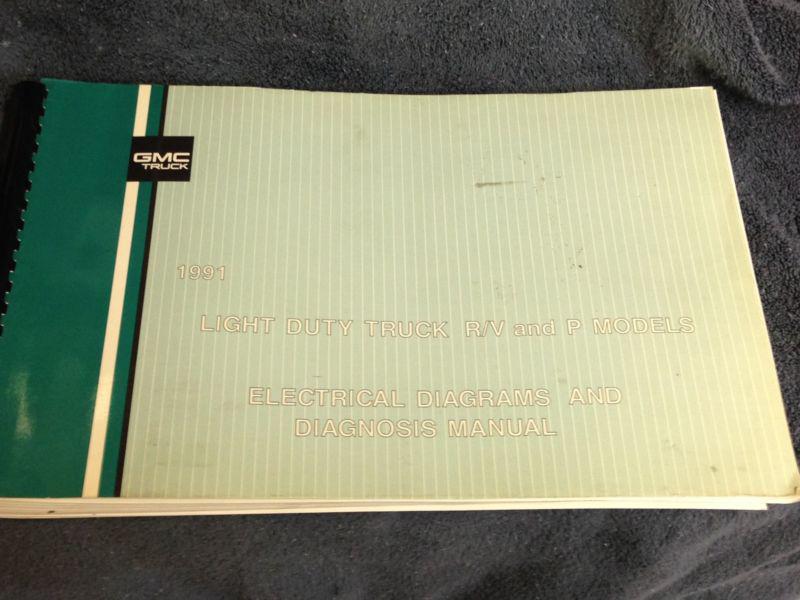 GMC
TRUCK
1991
LIGHT DUTY TRUCK R/V and P MODELS
ELECTRICAL DIAGRAMS AND
DIAGNOSIS MANUAL